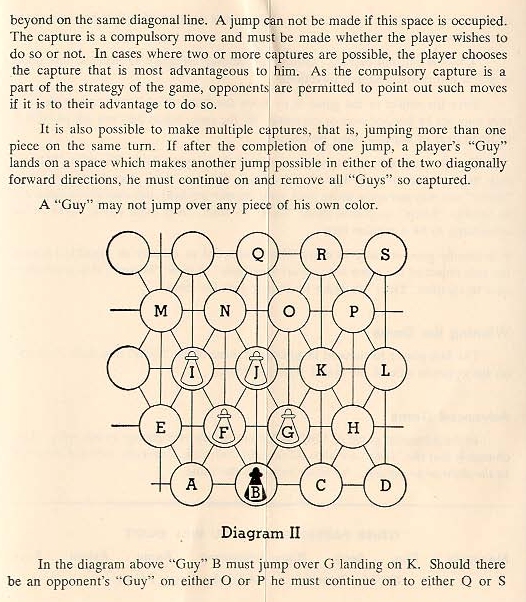 beyond on the same diagonal line. A jump can not be made if this space is occupied.
The capture is a compulsory move and must be made whether the player wishes to
do so or not. In cases where two or more captures are possible, the player chooses
the capture that is most advantageous to him. As the compulsory capture is a
part of the strategy of the game, opponents are permitted to point out such moves
if it is to their advantage to do so.
It is also possible to make multiple captures, that is, jumping more than one
piece on the same turn. If after the completion of one jump, a player's "Guy"
lands on a space which makes another jump possible in either of the two diagonally
forward directions, he must continue on and remove all "Guys" so captured.
A "Guy" may not jump over any piece of his own color.
Q R S
M N O P
I J K L
E F G H
A B C D
Diagram II
In the diagram above "Guy" B must jump over G landing on K. Should there
be an opponent's "Guy" on either O or P he must continue on to either Q or S